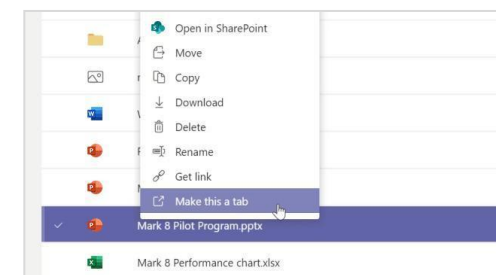 Open in SharePoint
Move
Copy
Download
Delete
Rename
Get link
Make this a tab
Mark 8 Pilot Program.pptx
Mark 8 Performance chart.xlsx